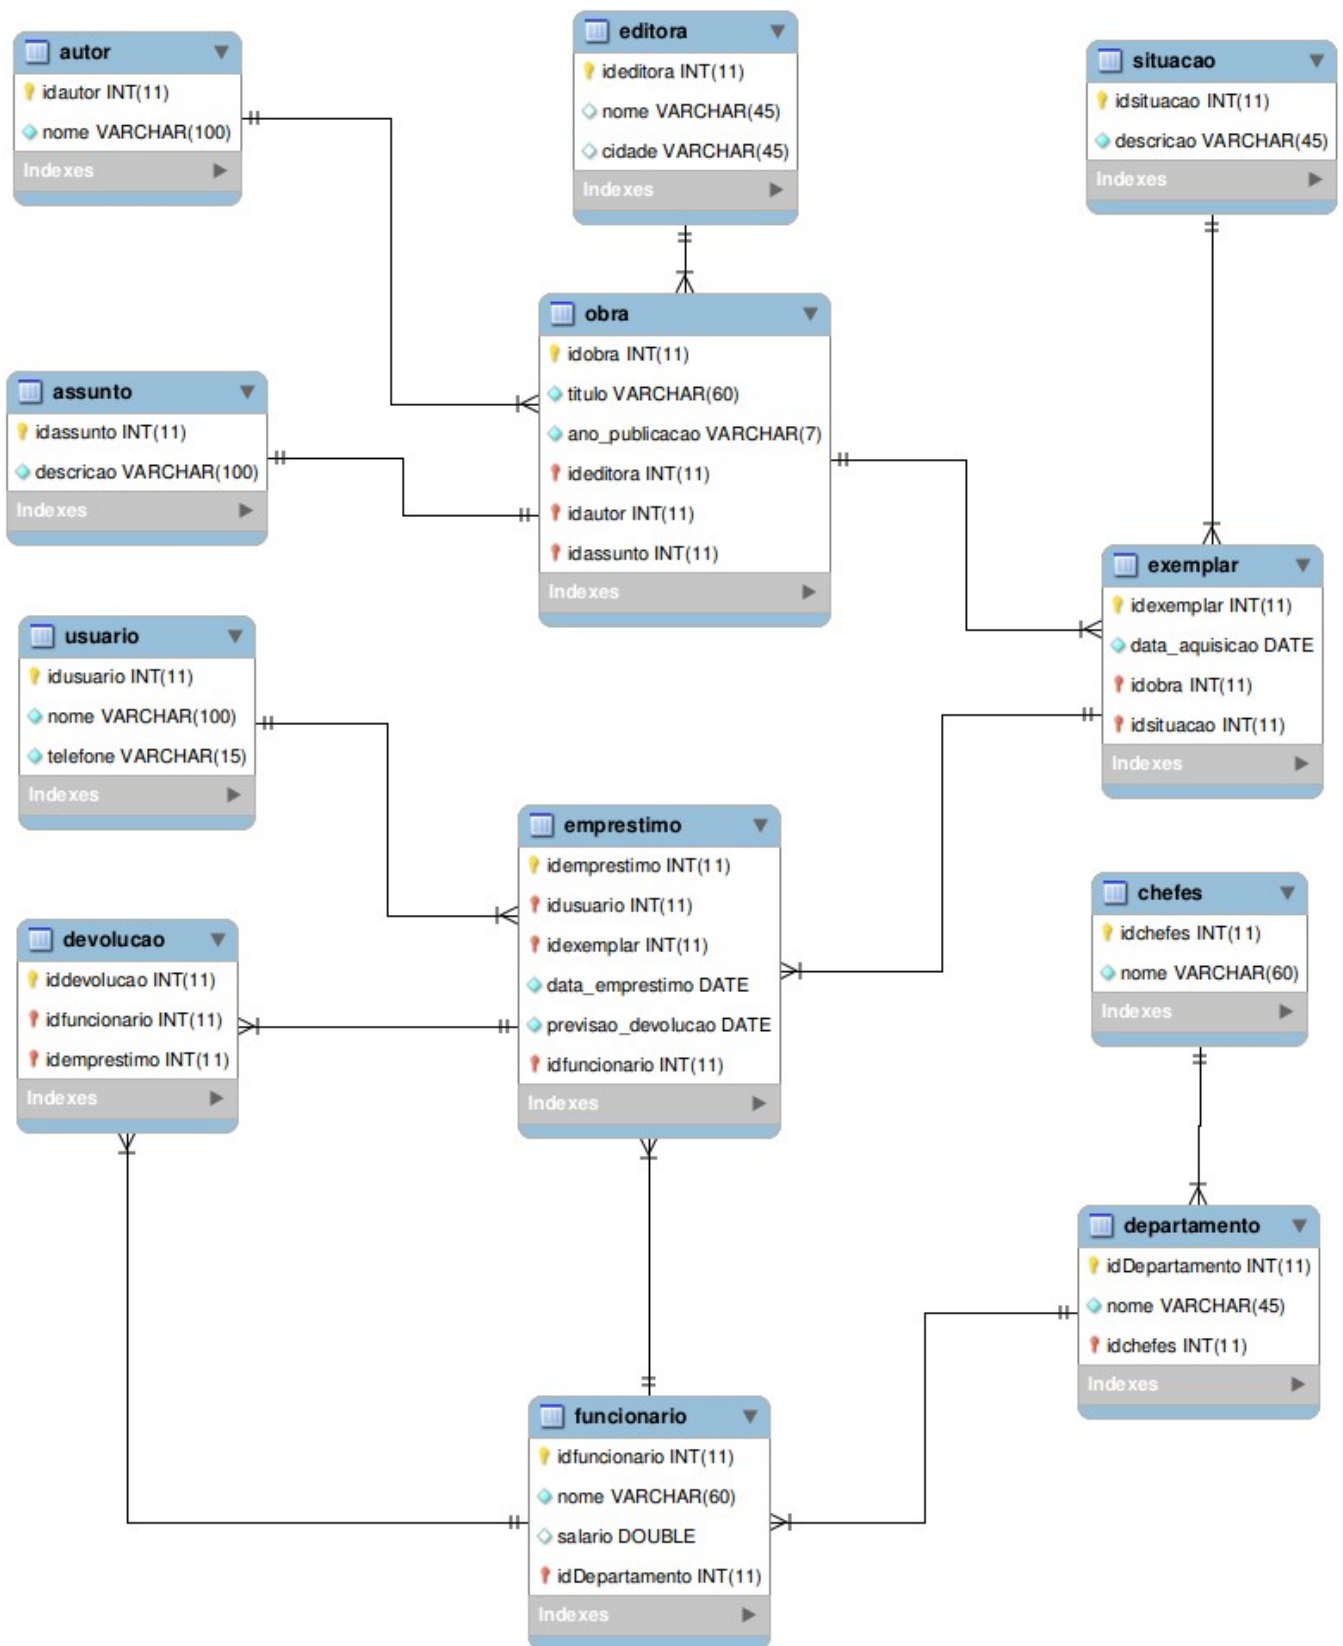 autor
idautor INT(11)
nome VARCHAR(100)
Indexes
editora
ideditora INT(11)
nome VARCHAR(45)
cidade VARCHAR(45)
Indexes
situacao
idsituacao INT(11)
descricao VARCHAR(45)
Indexes
obra
idobra INT(11)
titulo VARCHAR(60)
ano_publicacao VARCHAR(7)
ideditora INT(11)
idautor INT(11)
idassunto INT(11)
Indexes
assunto
idassunto INT(11)
descricao VARCHAR(100)
Indexes
exemplar
idexemplar INT(11)
data_aquisicao DATE
idobra INT(11)
idsituacao INT(11)
Indexes
usuario
idusuario INT(11)
nome VARCHAR(100)
telefone VARCHAR(15)
Indexes
emprestimo
idemprestimo INT(11)
idusuario INT(11)
idexemplar INT(11)
data_emprestimo DATE
previsao_devolucao DATE
idfuncionario INT(11)
Indexes
chefes
idchefes INT(11)
nome VARCHAR(60)
Indexes
devolucao
iddevolucao INT(11)
idfuncionario INT(11)
idemprestimo INT(11)
Indexes
departamento
idDepartamento INT(11)
nome VARCHAR(45)
idchefes INT(11)
Indexes
funcionario
idfuncionario INT(11)
nome VARCHAR(60)
salario DOUBLE
idDepartamento INT(11)
Indexes